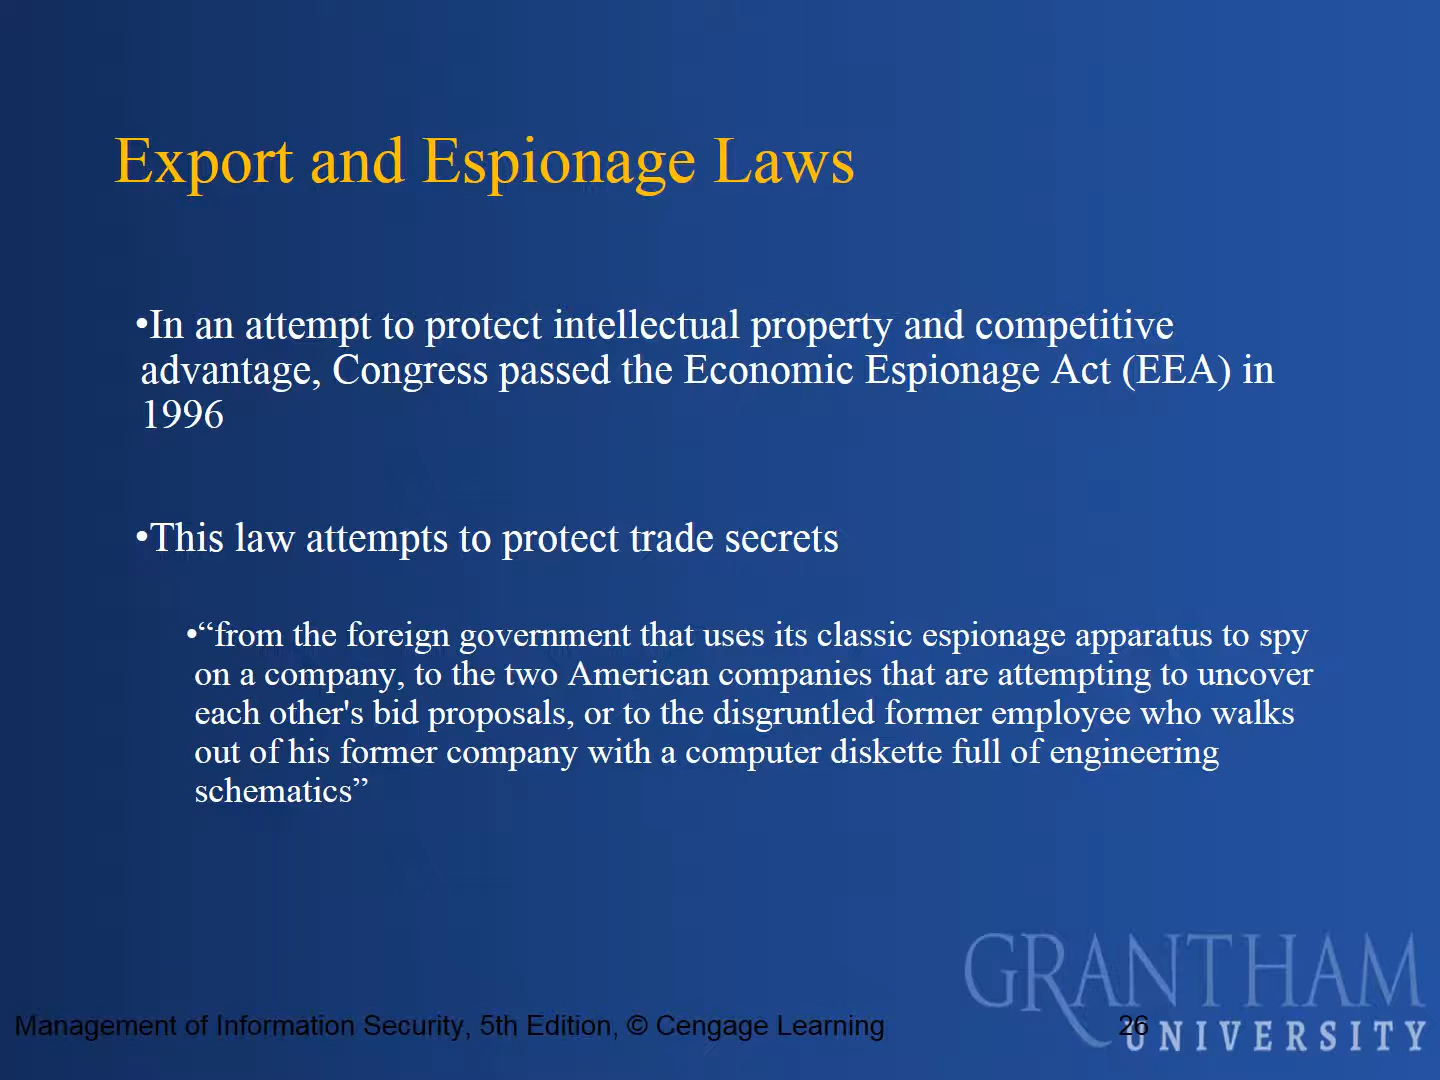 Export and Espionage Laws
•In an attempt to protect intellectual property and competitive
advantage, Congress passed the Economic Espionage Act (EEA) in
1996
•This law attempts to protect trade secrets
•“from the foreign government that uses its classic espionage apparatus to spy
on a company, to the two American companies that are attempting to uncover
each other's bid proposals, or to the disgruntled former employee who walks
out of his former company with a computer diskette full of engineering
schematics”
GRANTHAM
UNIVERSITY
Management of Information Security, 5th Edition, © Cengage Learning
26